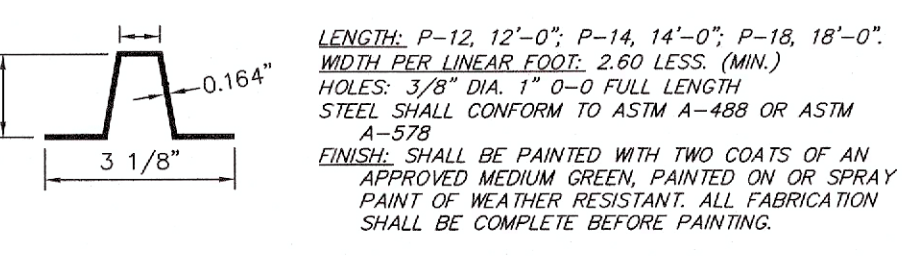 LENGTH: P-12, 12'-0"; P-14, 14'-0"; P-18, 18'-0".
WIDTH PER LINEAR FOOT: 2.60 LESS. (MIN.)
HOLES: 3/8" DIA. 1" 0-0 FULL LENGTH
STEEL SHALL CONFORM TO ASTM A-488 OR ASTM
A-578
FINISH: SHALL BE PAINTED WITH TWO COATS OF AN
APPROVED MEDIUM GREEN, PAINTED ON OR SPRAY
PAINT OF WEATHER RESISTANT. ALL FABRICATION
SHALL BE COMPLETE BEFORE PAINTING.
0.164"
3 1/8"